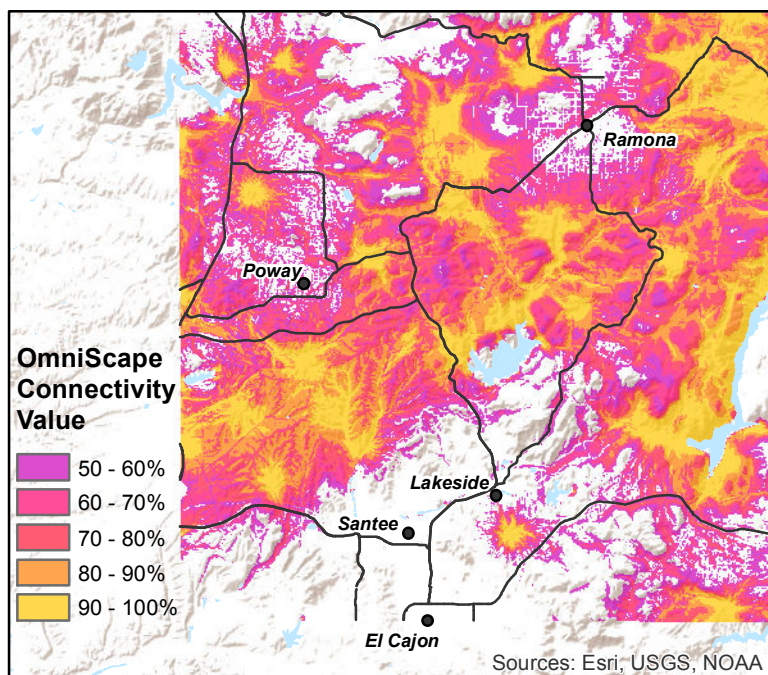 Ramona
Poway
OmniScape
Connectivity
Value
50 - 60%
60 - 70%
70 - 80%
80 - 90%
90 - 100%
Lakeside
Santee
El Cajon
Sources: Esri, USGS, NOAA